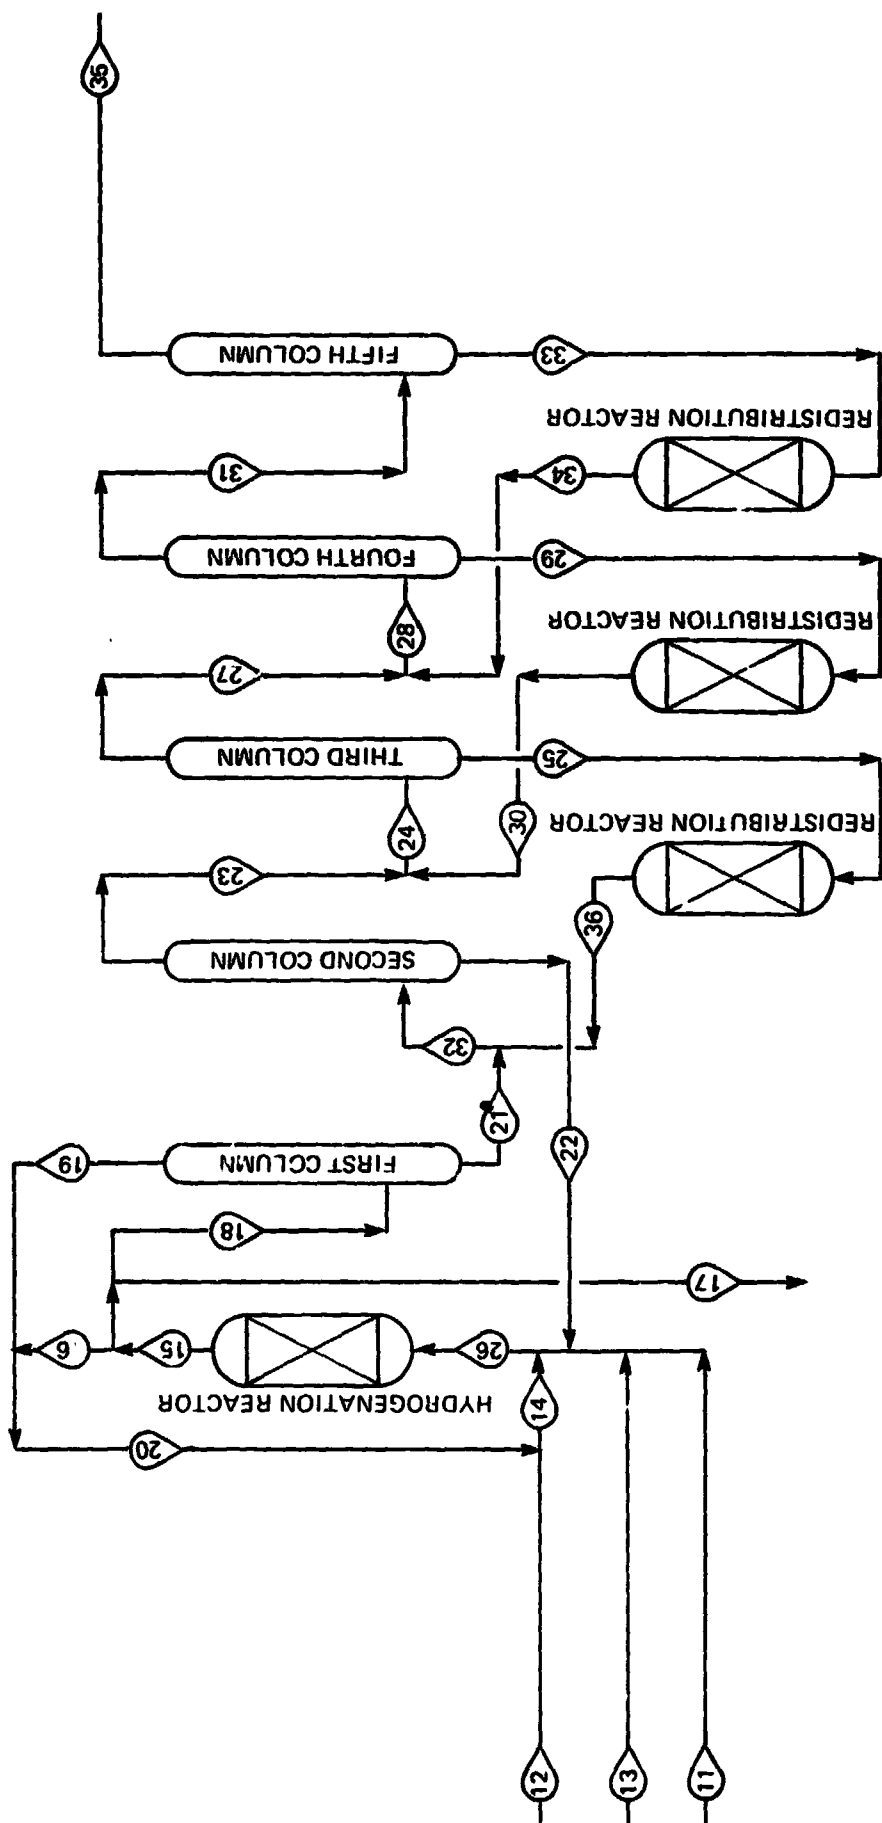 35
FIFTH COLUMN
33
REDISTRIBUTION REACTOR
31
34
FOURTH COLUMN
29
REDISTRIBUTION REACTOR
28
27
THIRD COLUMN
25
REDISTRIBUTION REACTOR
24
30
23
36
SECOND COLUMN
32
21
22
19
FIRST COLUMN
18
17
6
15
26
HYDROGENATION REACTOR
14
20
12
13
11